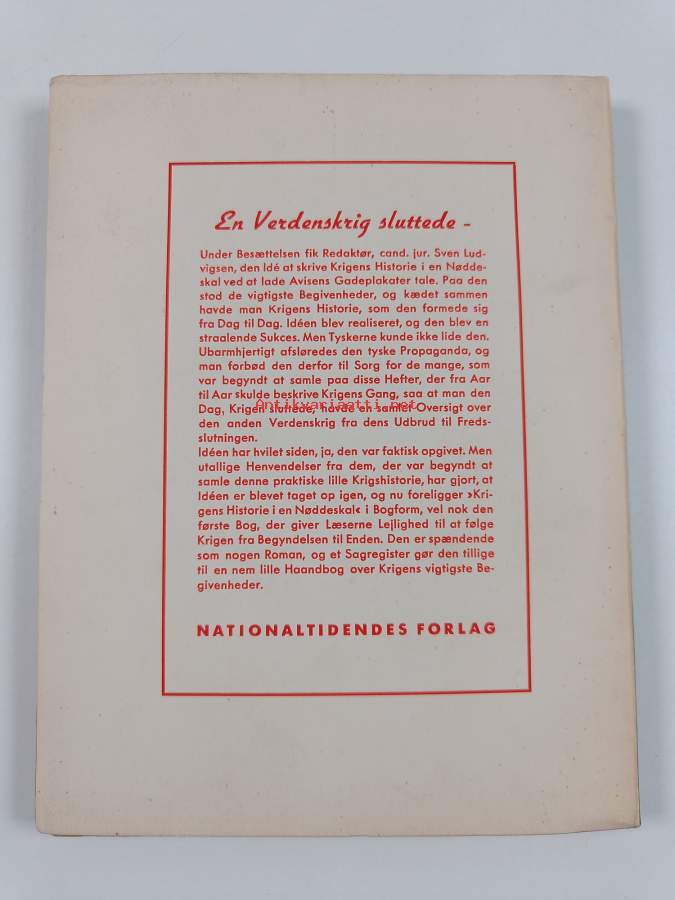 En Verdenskrig sluttede -
Under Besættelsen fik Redaktør, cand. jur. Sven Lud-
vigsen, den Idé at skrive Krigens Historie i en Nødde-
skal ved at lade Avisens Gadeplakater tale. Paa den
stod de vigtigste Begivenheder, og kædet sammen
havde man Krigens Historie, som den formede sig
fra Dag til Dag. Idéen blev realiseret, og den blev en
straalende Sukces. Men Tyskerne kunde ikke lide den.
Ubarmhjertigt afsløredes den tyske Propaganda, og
man forbød den derfor til Sorg for de mange, som
var begyndt at samle paa disse Hefter, der fra Aar
til Aar skulde beskrive Krigens Gang, saa at man den
Dag, Krigen sluttede, havde en samlet Oversigt over
Antikvariaatti.net
den anden Verdenskrig fra dens Udbrud til Freds-
slutningen.
Idéen har hvilet siden, ja, den var faktisk opgivet. Men
utallige Henvendelser fra dem, der var begyndt at
samle denne praktiske lille Krigshistorie, har gjort, at
Idéen er blevet taget op igen, og nu foreligger »Kri-
gens Historie i en Nøddeskal« i Bogform, vel nok den
første Bog, der giver Læserne Lejlighed til at følge
Krigen fra Begyndelsen til Enden. Den er spændende
som nogen Roman, og et Sagregister gør den tillige
til en nem lille Haandbog over Krigens vigtigste Be-
givenheder.
NATIONALTIDENDES FORLAG